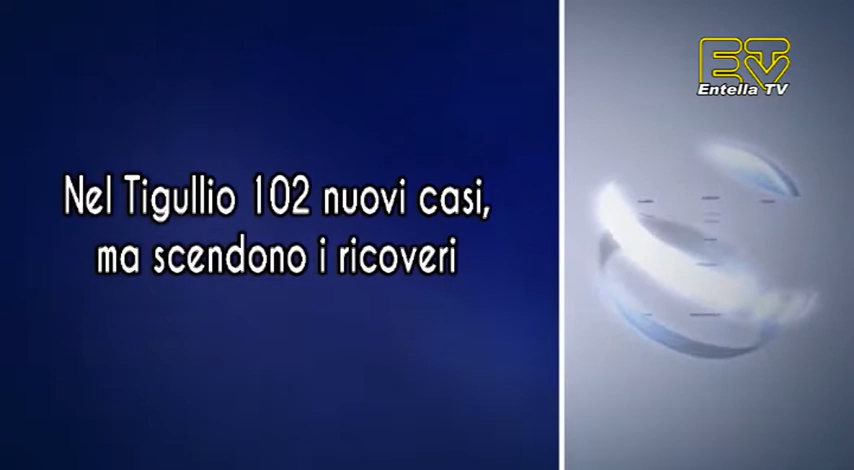 Nel Tigullio 102 nuovi casi,
ma scendono i ricoveri
ETV
Entella TV